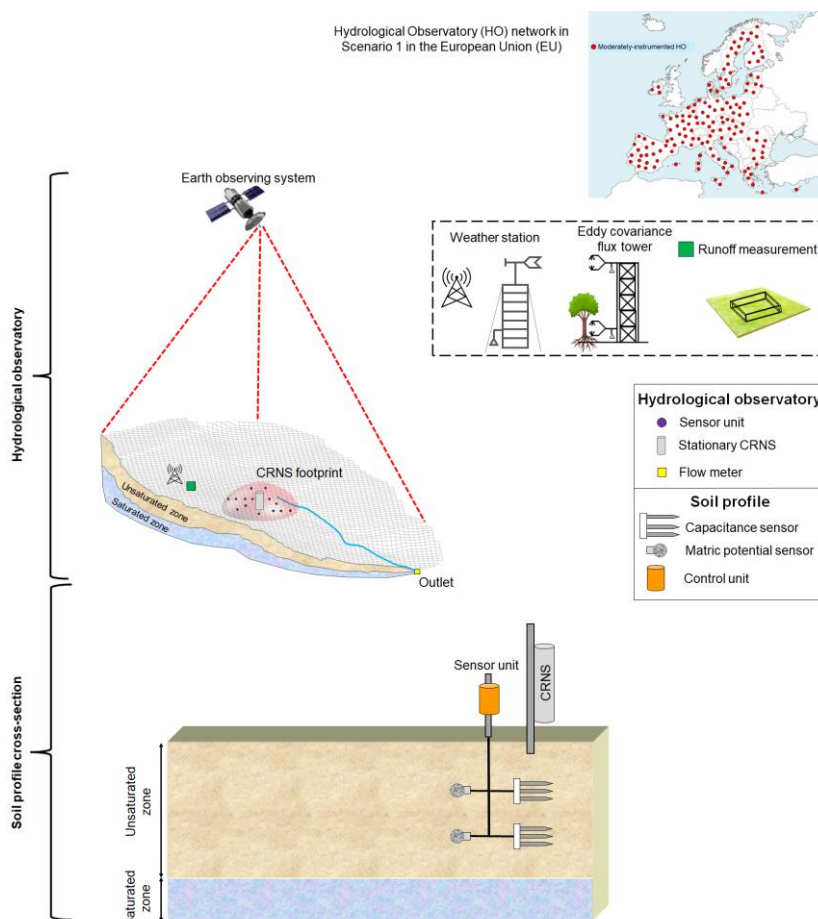 Hydrological Observatory (HO) network in
Scenario 1 in the European Union (EU)
Moderately-instrumented HO
Earth observing system
Weather station
Eddy covariance
flux tower
Runoff measurement
Hydrological observatory
Hydrological observatory
Sensor unit
Stationary CRNS
Flow meter
Soil profile
Capacitance sensor
Matric potential sensor
Control unit
CRNS footprint
Unsaturated zone
Saturated zone
Outlet
Soil profile cross-section
Sensor unit
CRNS
Unsaturated
zone
zone